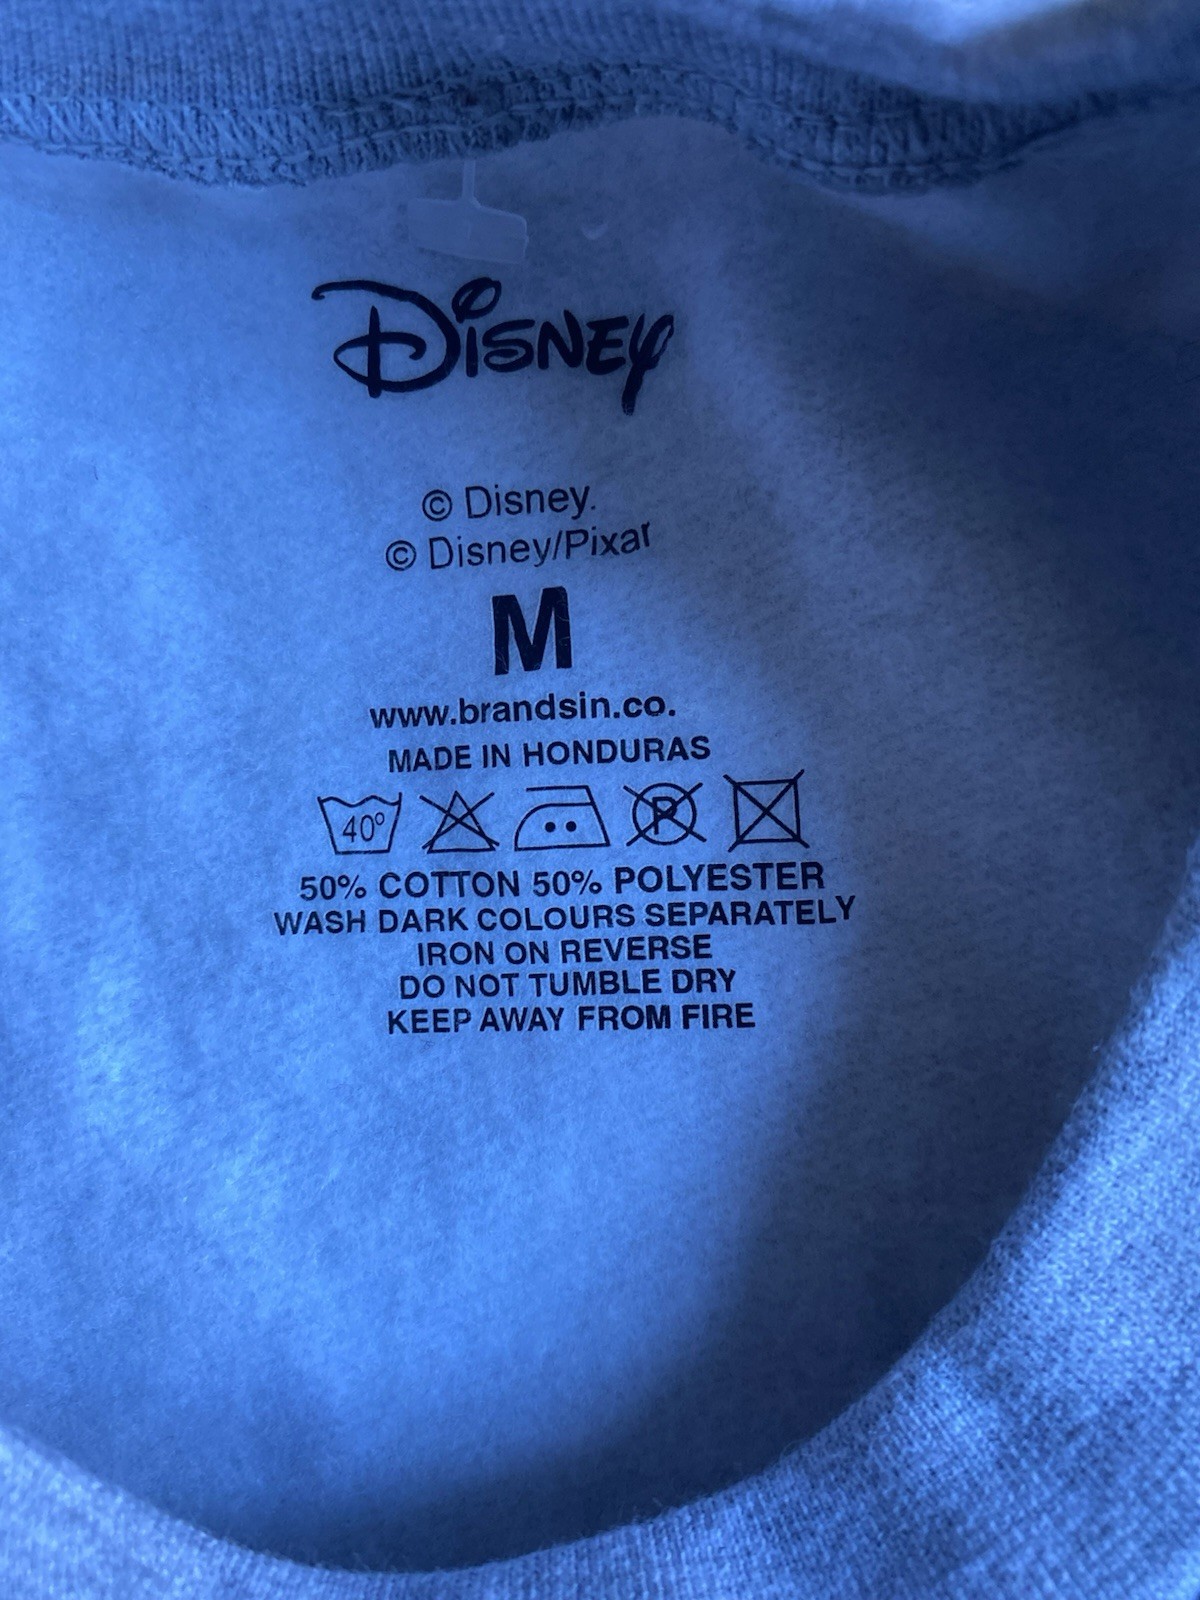 Disney
© Disney.
© Disney/Pixar
M
www.brandsin.co.
MADE IN HONDURAS
40° P
50% COTTON 50% POLYESTER
WASH DARK COLOURS SEPARATELY
IRON ON REVERSE
DO NOT TUMBLE DRY
KEEP AWAY FROM FIRE